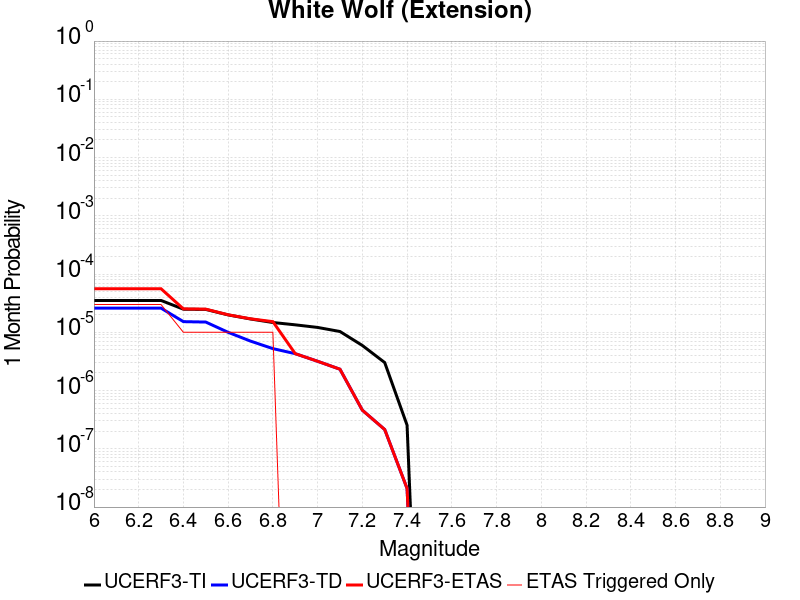 White Wolf (Extension)
10^0
10^-1
10^-2
10^-3
10^-4
10^-5
10^-6
10^-7
10^-8
1 Month Probability
6 6.2 6.4 6.6 6.8 7 7.2 7.4 7.6 7.8 8 8.2 8.4 8.6 8.8 9
Magnitude
UCERF3-TI UCERF3-TD UCERF3-ETAS ETAS Triggered Only